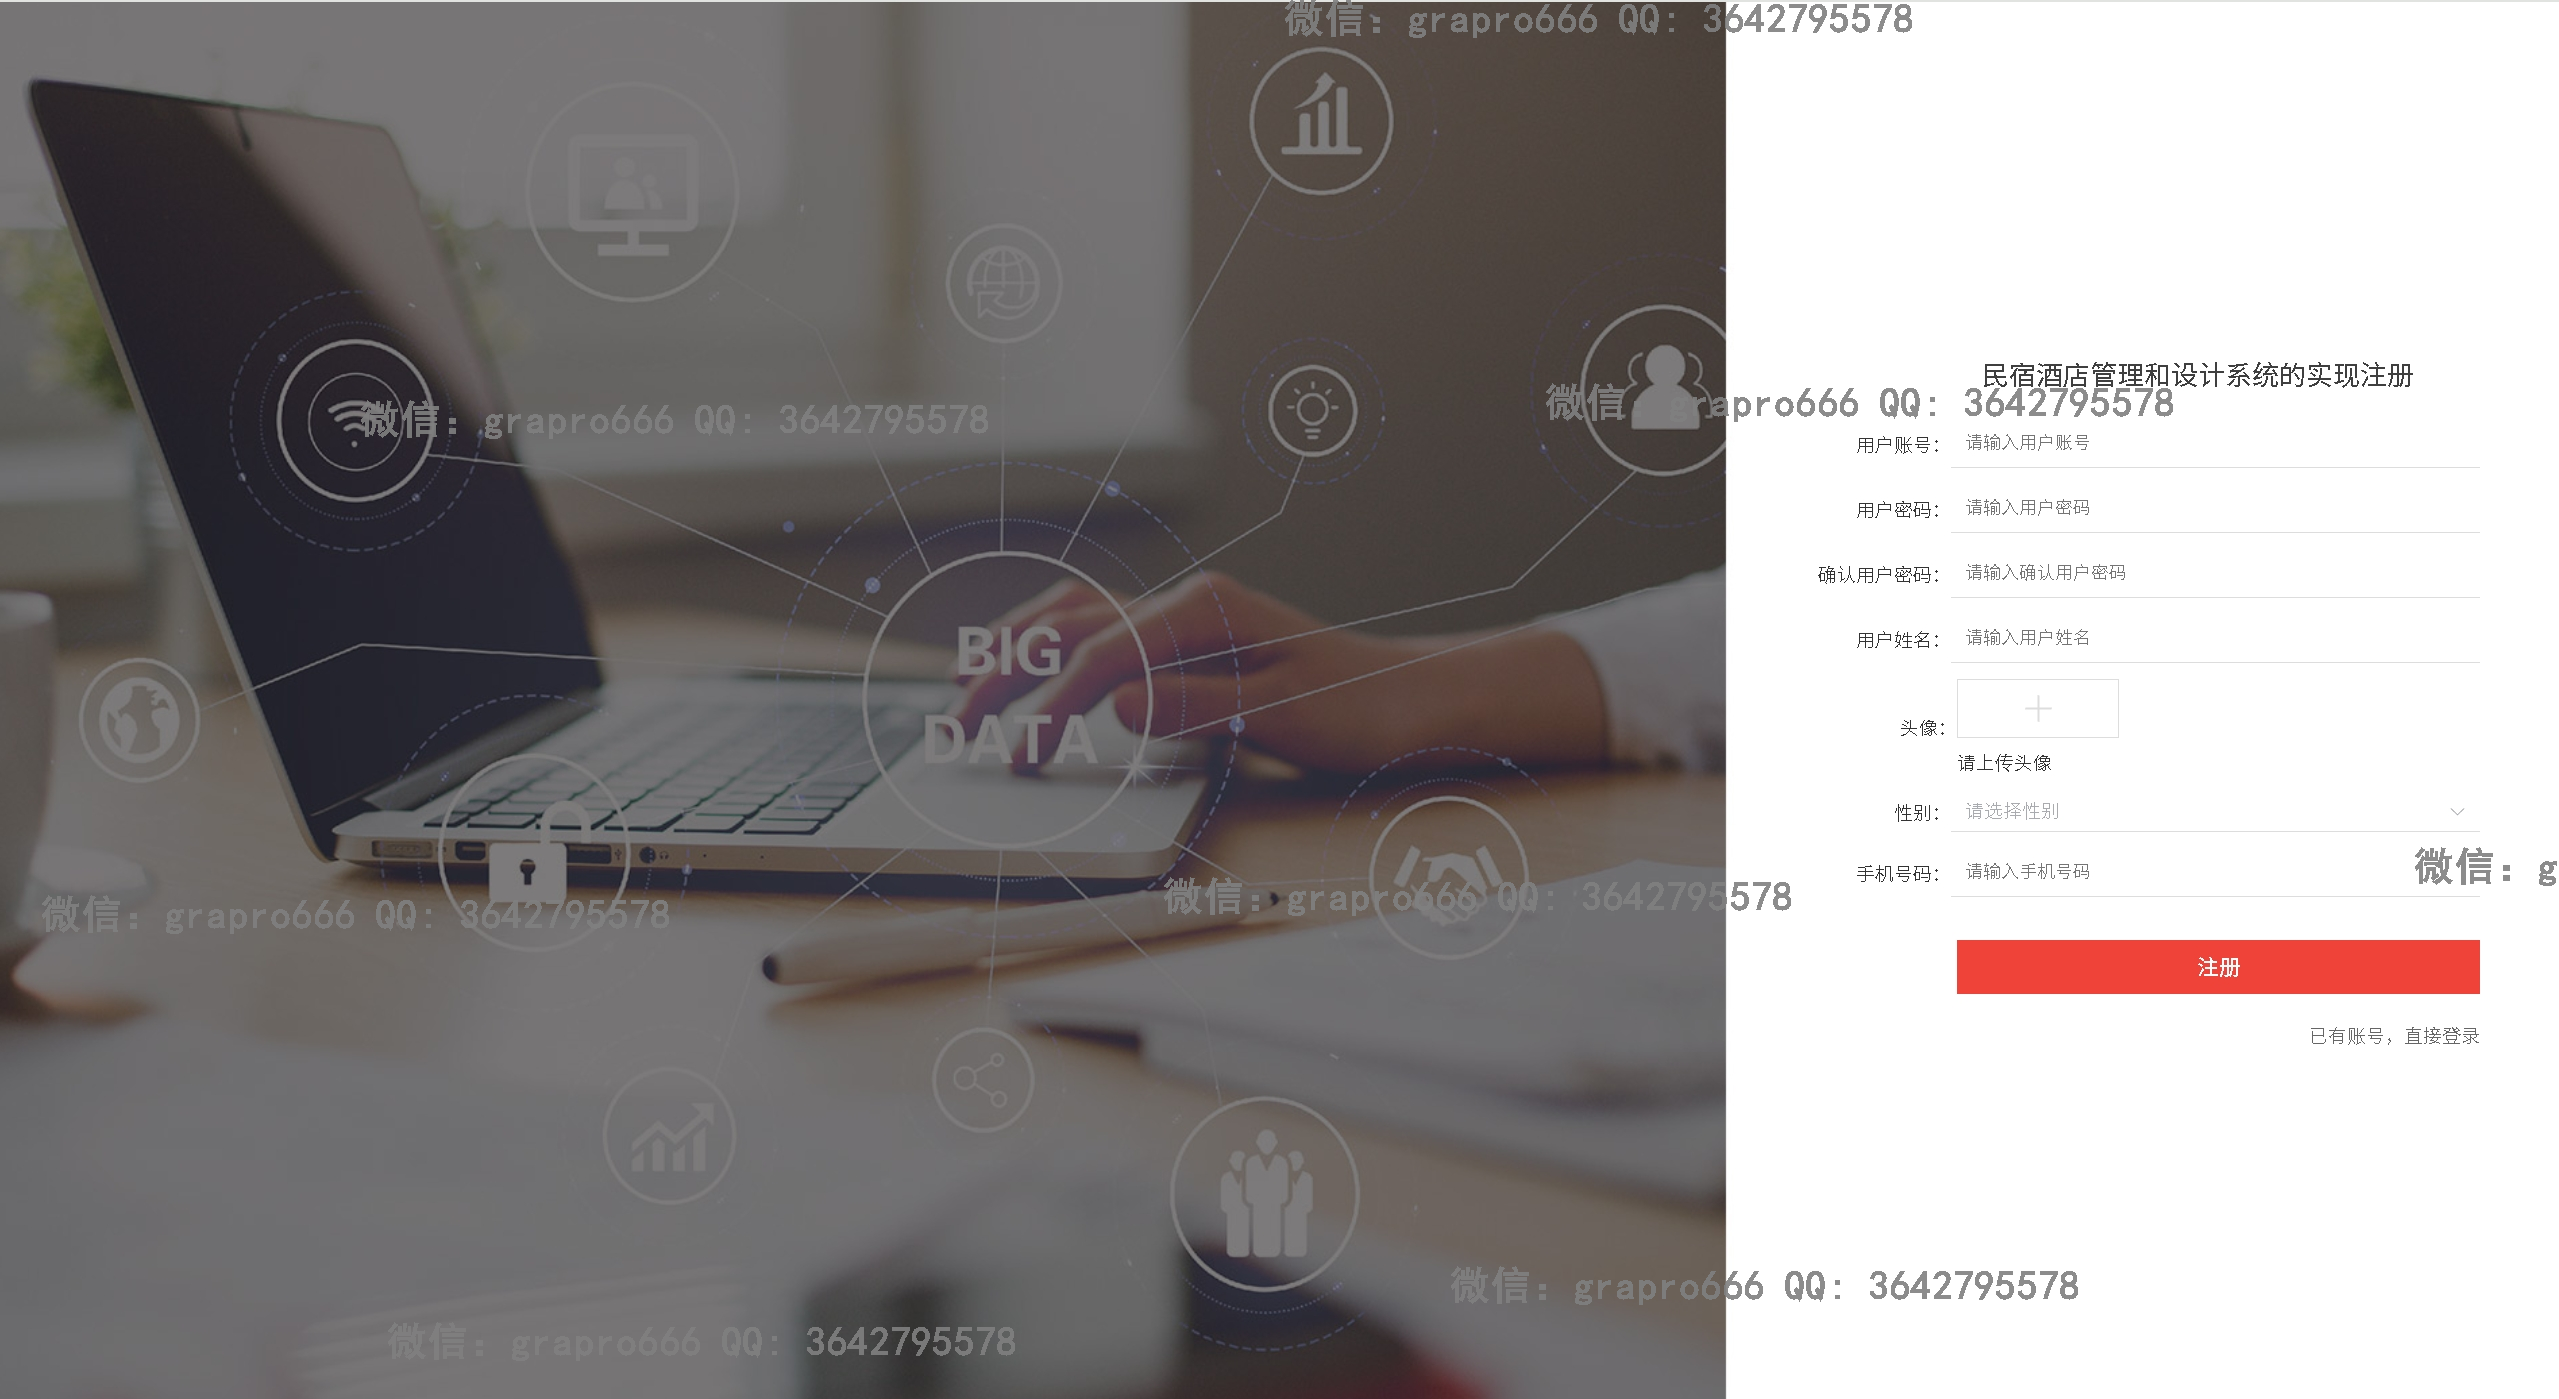 微信：grapro666 QQ: 3642795578
民宿酒店管理和设计系统的实现注册
微信：grapro666 QQ: 3642795578
微信：grapro666 QQ: 3642795578
用户账号： 请输入用户账号
用户密码： 请输入用户密码
确认用户密码： 请输入确认用户密码
用户姓名： 请输入用户姓名
BIG
DATA
头像：
请上传头像
性别： 请选择性别
手机号码： 请输入手机号码
微信：g
微信：grapro666 QQ: 3642795578
微信：grapro666 QQ: 3642795578
注册
已有账号，直接登录
微信：grapro666 QQ: 3642795578
微信：grapro666 QQ: 3642795578